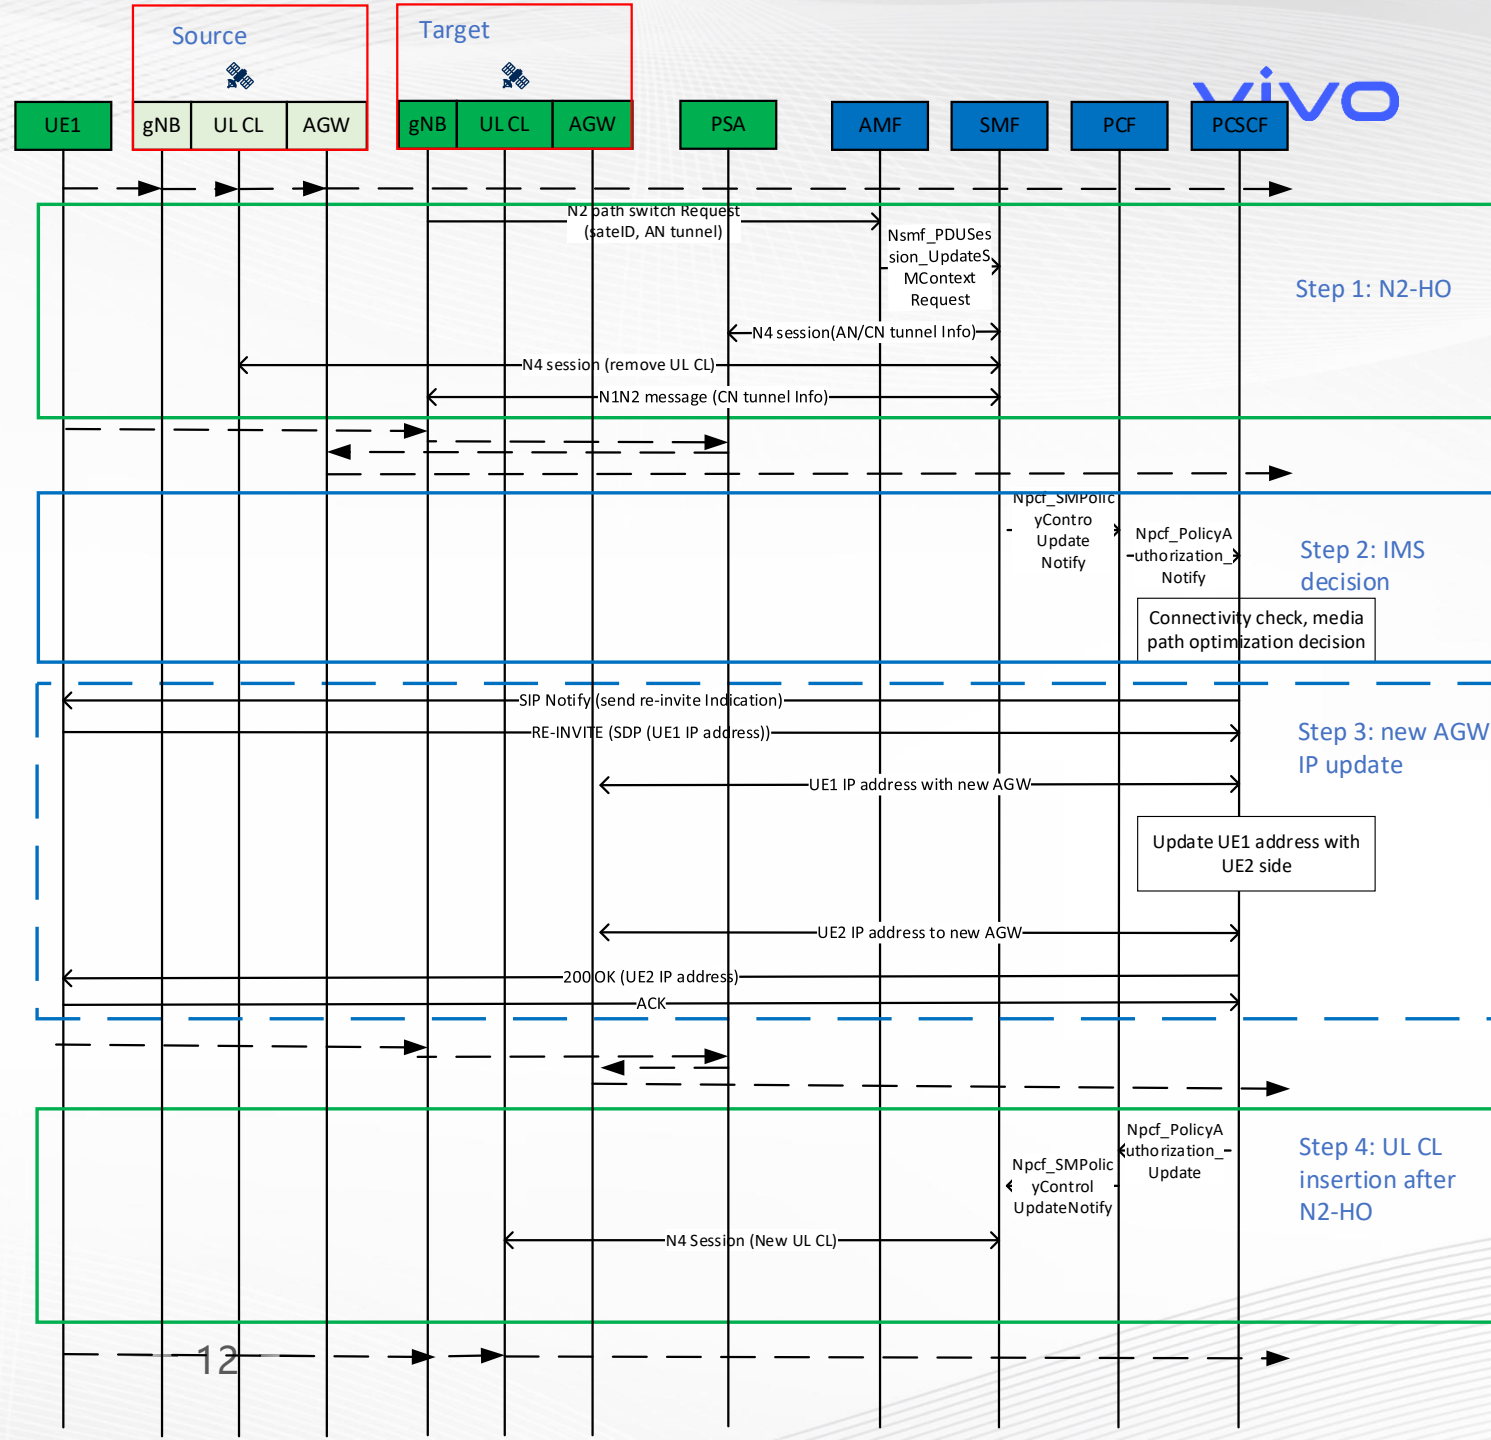 Source
Target
vivo
UE1
gNB
UL CL
AGW
gNB
UL CL
AGW
PSA
AMF
SMF
PCF
PCSCF
N2 path switch Request
(sateID, AN tunnel)
Nsmf_PDUSes
sion_UpdateS
MContext
Request
Step 1: N2-HO
N4 session(AN/CN tunnel Info)
N4 session (remove UL CL)
N1N2 message (CN tunnel Info)
Npcf_SMPolic
yContro
Update
Notify
Npcf_PolicyA
uthorization_
Notify
Step 2: IMS
decision
Connectivity check, media
path optimization decision
SIP Notify (send re-invite Indication)
RE-INVITE (SDP (UE1 IP address))
Step 3: new AGW
IP update
UE1 IP address with new AGW
Update UE1 address with
UE2 side
UE2 IP address to new AGW
200 OK (UE2 IP address)
ACK
Npcf_PolicyA
uthorization_
Update
Npcf_SMPolic
yControl
UpdateNotify
Step 4: UL CL
insertion after
N2-HO
N4 Session (New UL CL)
12